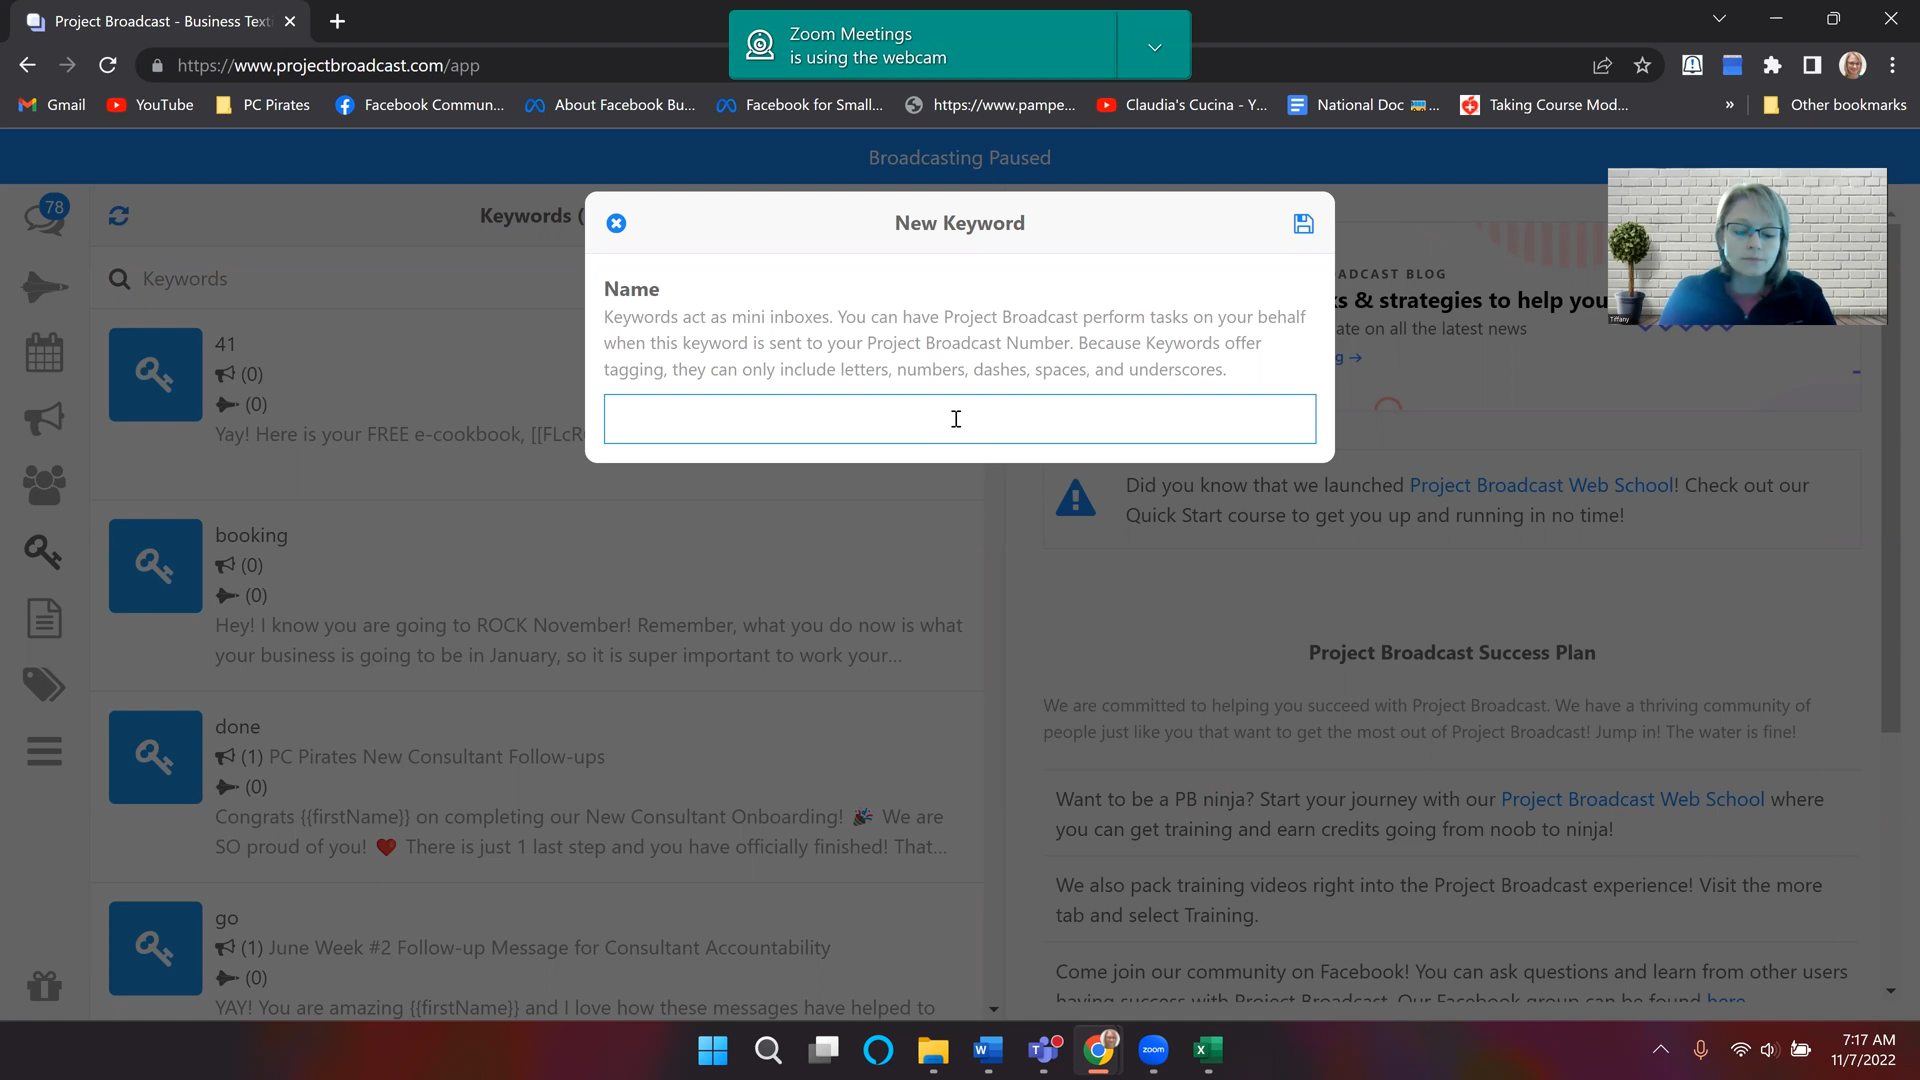 Project Broadcast - Business Texti
Zoom Meetings
is using the webcam
https://www.projectbroadcast.com/app
Gmail
YouTube
PC Pirates
Facebook Commun...
About Facebook Bu...
Facebook for Small...
https://www.pampe...
Claudia's Cucina - Y...
National Doc 🚌...
Taking Course Mod...
»
Other bookmarks
Broadcasting Paused
78
Keywords (
Keywords
41
(0)
(0)
Yay! Here is your FREE e-cookbook, [[FLcR
booking
(0)
(0)
Hey! I know you are going to ROCK November! Remember, what you do now is what
your business is going to be in January, so it is super important to work your...
done
(1) PC Pirates New Consultant Follow-ups
(0)
Congrats {{firstName}} on completing our New Consultant Onboarding! 🎉 We are
SO proud of you! ❤️ There is just 1 last step and you have officially finished! That...
go
(1) June Week #2 Follow-up Message for Consultant Accountability
(0)
YAY! You are amazing {{firstName}} and I love how these messages have helped to
New Keyword
Name
Keywords act as mini inboxes. You can have Project Broadcast perform tasks on your behalf
when this keyword is sent to your Project Broadcast Number. Because Keywords offer
tagging, they can only include letters, numbers, dashes, spaces, and underscores.
ADCAST BLOG
s & strategies to help you
ate on all the latest news
g →
Tiffany
Did you know that we launched Project Broadcast Web School! Check out our
Quick Start course to get you up and running in no time!
Project Broadcast Success Plan
We are committed to helping you succeed with Project Broadcast. We have a thriving community of
people just like you that want to get the most out of Project Broadcast! Jump in! The water is fine!
Want to be a PB ninja? Start your journey with our Project Broadcast Web School where
you can get training and earn credits going from noob to ninja!
We also pack training videos right into the Project Broadcast experience! Visit the more
tab and select Training.
Come join our community on Facebook! You can ask questions and learn from other users
having success with Project Broadcast. Our Facebook group can be found here
zoom
7:17 AM
11/7/2022